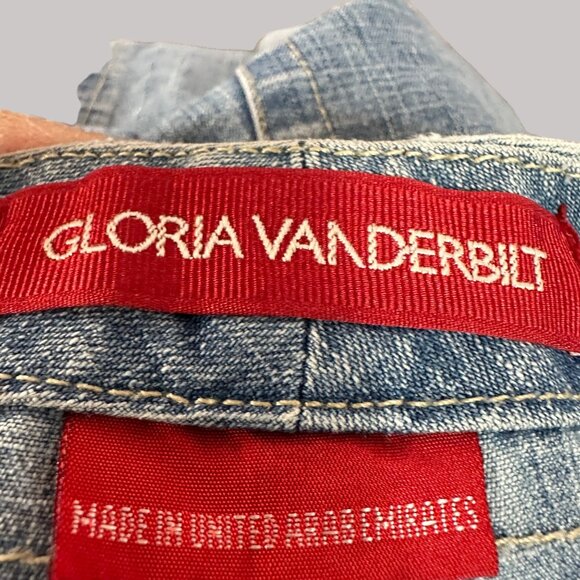 GLORIA VANDERBILT
MADE IN UNITED ARAB EMIRATES